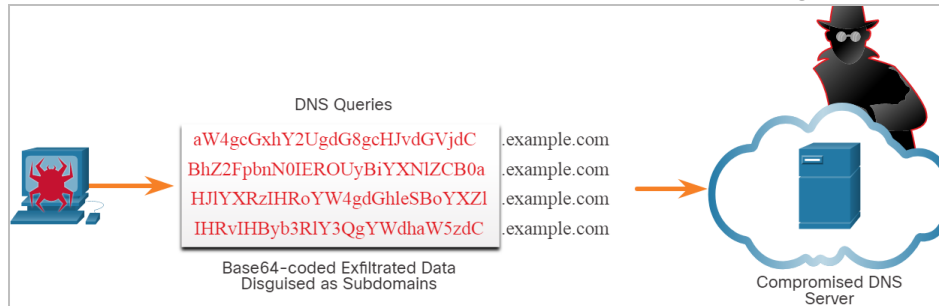 DNS Queries
aW4gcGxhY2UgdG8gcHJvdGVjdC .example.com
BhZ2FpbnN0IEROUyBiYXNlZCB0a .example.com
HJlYXRzIHRoYW4gdGhleSBoYXZl .example.com
IHRvIHByb3RlY3QgYWdhaW5zdC .example.com
Base64-coded Exfiltrated Data
Disguised as Subdomains
Compromised DNS
Server